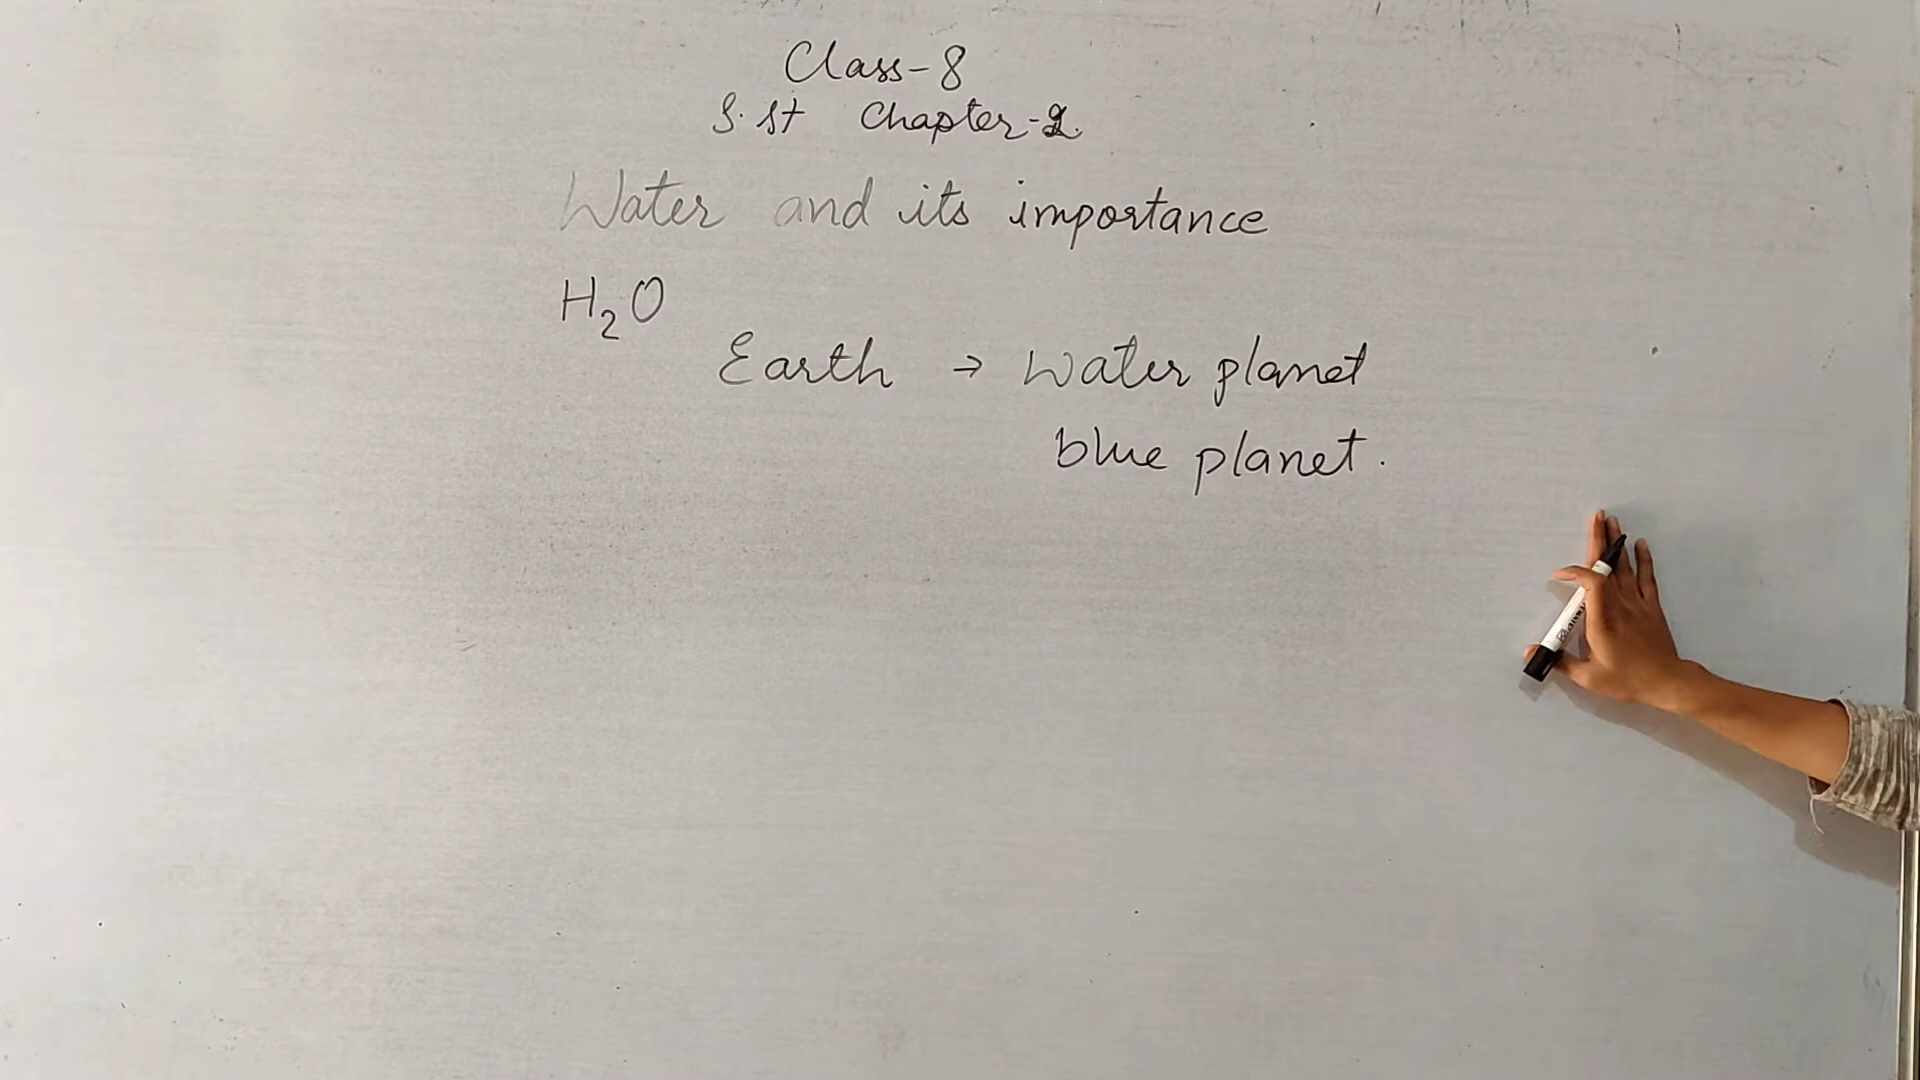 Class-8
S.St Chapter-2.
Water and its importance
H₂O
Earth → Water planet
blue planet.